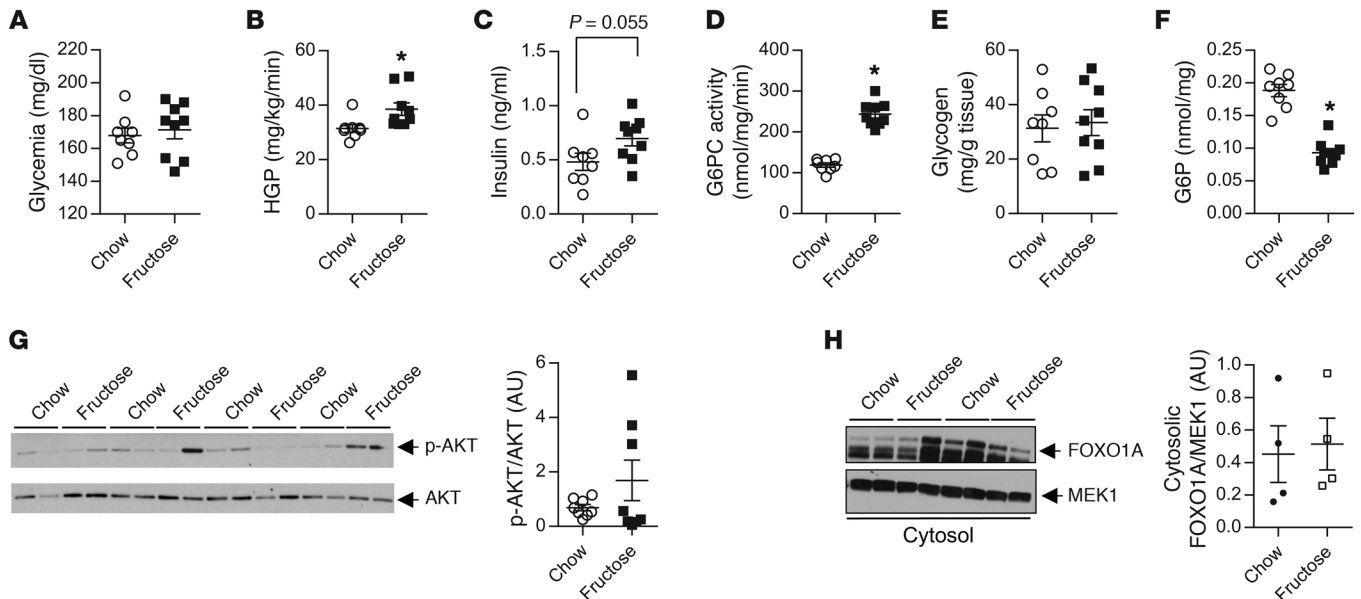 A
Glycemia (mg/dl)
220
200
180
160
140
120
Chow
Fructose
B
HGP (mg/kg/min)
60
40
20
0
*
Chow
Fructose
C
P = 0.055
Insulin (ng/ml)
1.5
1.0
0.5
0.0
Chow
Fructose
D
G6PC activity
(nmol/mg/min)
400
300
200
100
0
*
Chow
Fructose
E
Glycogen
(mg/g tissue)
60
40
20
0
Chow
Fructose
F
G6P (nmol/mg)
0.25
0.20
0.15
0.10
0.05
0.00
*
Chow
Fructose
G
Chow
Fructose
Chow
Fructose
Chow
Fructose
Chow
Fructose
p-AKT
AKT
p-AKT/AKT (AU)
6
4
2
0
Chow
Fructose
H
Chow
Fructose
Chow
Fructose
FOXO1A
MEK1
Cytosol
Cytosolic
FOXO1A/MEK1 (AU)
1.0
0.8
0.6
0.4
0.2
0.0
Chow
Fructose